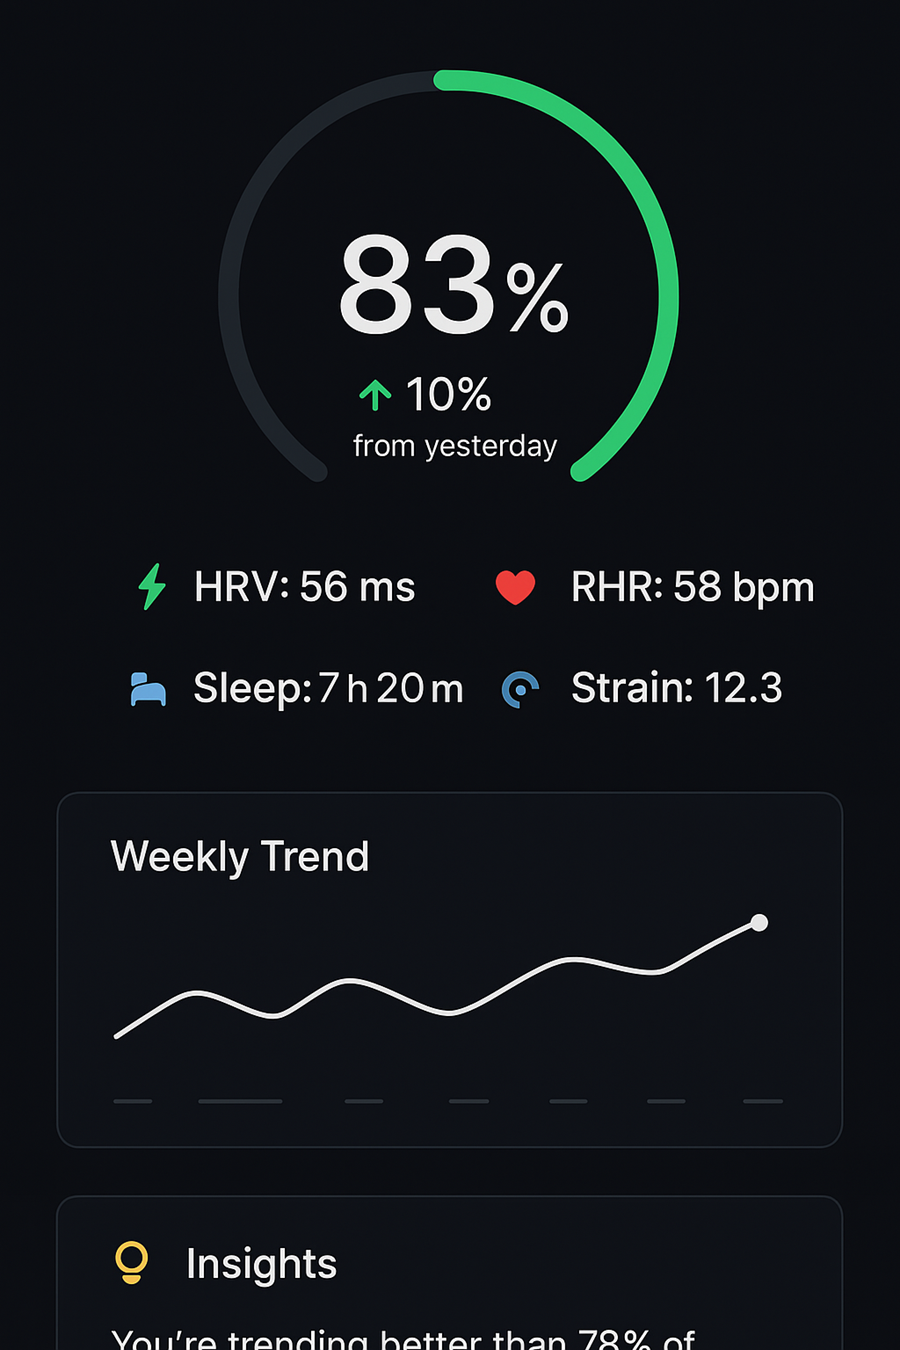 83%
↑ 10%
from yesterday
HRV: 56 ms
RHR: 58 bpm
Sleep: 7 h 20 m
Strain: 12.3
Weekly Trend
Insights
You're trending better than 78% of